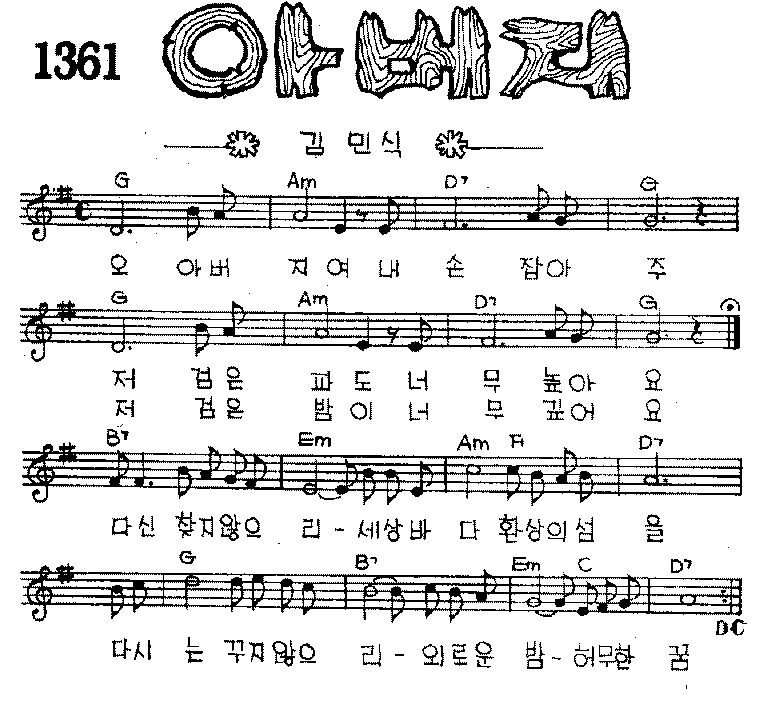 1361 아버지
김 민 식
G Am D7 G
오 아버 지여 내 손 잡아 주
G Am D7 G
저 검은 파도 너 무 높아 요
저 검은 밤이 너 무 깊어 요
B7 Em Am F D7
다신 찾지않으 리 - 세상바 다 환상의섬 을
G B7 Em C D7
D C
다시 는 꾸지않으 리 - 외로운 밤 - 허무한 꿈